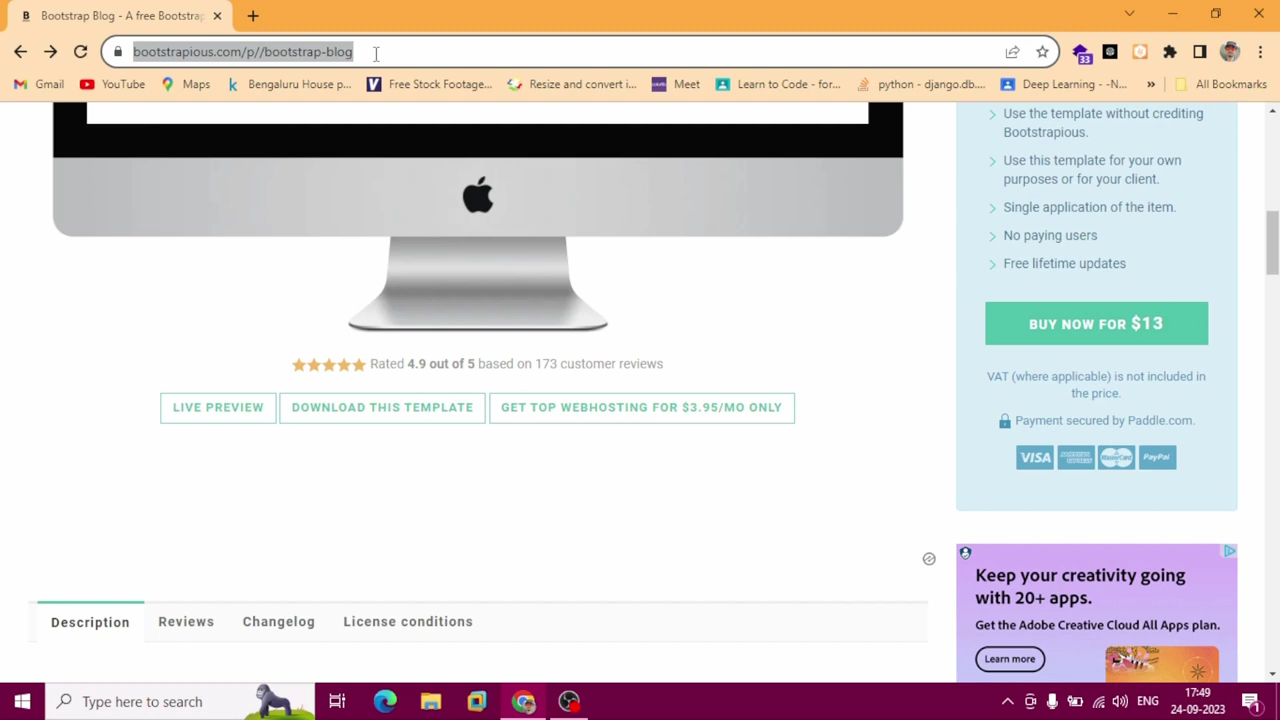 B Bootstrap Blog - A free Bootstrap
bootstrapious.com/p//bootstrap-blog
33
Gmail
YouTube
Maps
Bengaluru House p...
Free Stock Footage...
Resize and convert i...
Meet
Learn to Code - for...
python - django.db....
Deep Learning - -N...
»
All Bookmarks
Use the template without crediting
Bootstrapious.
Use this template for your own
purposes or for your client.
Single application of the item.
No paying users
Free lifetime updates
BUY NOW FOR $13
VAT (where applicable) is not included in
the price.
Payment secured by Paddle.com.
VISA
AMERICAN EXPRESS
MasterCard
PayPal
Rated 4.9 out of 5 based on 173 customer reviews
LIVE PREVIEW
DOWNLOAD THIS TEMPLATE
GET TOP WEBHOSTING FOR $3.95/MO ONLY
Keep your creativity going
with 20+ apps.
Get the Adobe Creative Cloud All Apps plan.
Learn more
Description
Reviews
Changelog
License conditions
Type here to search
ENG
17:49
24-09-2023
1